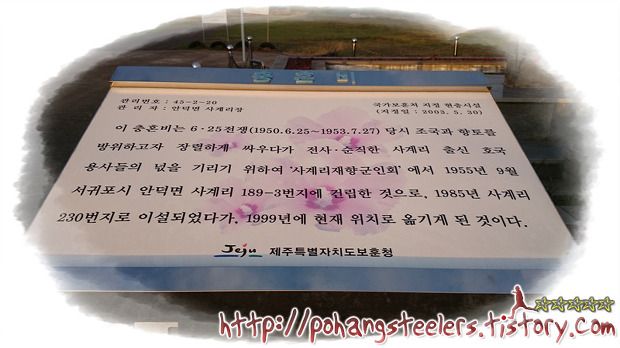 충혼비
관리번호 : 45-2-20
국가보훈처 지정 현충시설
관 리 자 : 안덕면 사계리장
(지정일 : 2003. 5. 30)
이 충혼비는 6·25전쟁(1950.6.25~1953.7.27) 당시 조국과 향토를
방위하고자 장렬하게 싸우다가 전사·순직한 사계리 출신 호국
용사들의 넋을 기리기 위하여 '사계리재향군인회' 에서 1955년 9월
서귀포시 안덕면 사계리 189-3번지에 건립한 것으로, 1985년 사계리
230번지로 이설되었다가, 1999년에 현재 위치로 옮기게 된 것이다.
Jeju 제주특별자치도보훈청
http://pohangsteelers.tistory.com